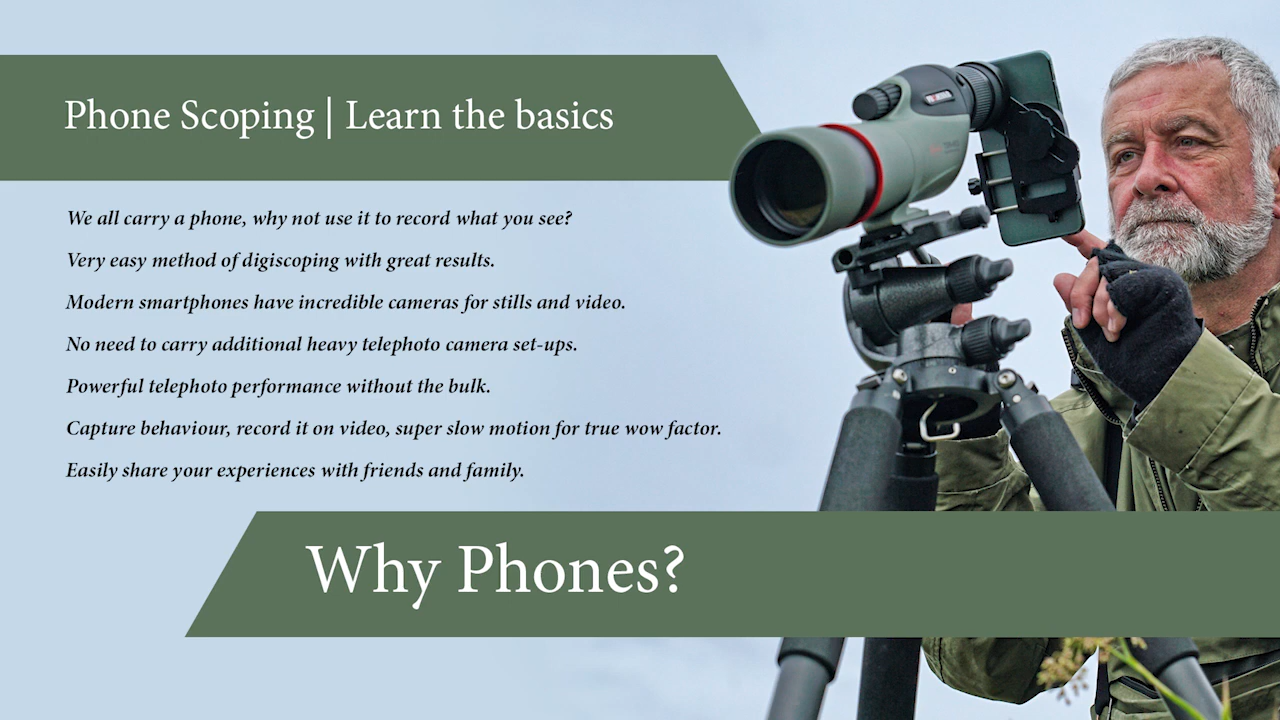 Phone Scoping | Learn the basics
We all carry a phone, why not use it to record what you see?
Very easy method of digiscoping with great results.
Modern smartphones have incredible cameras for stills and video.
No need to carry additional heavy telephoto camera set-ups.
Powerful telephoto performance without the bulk.
Capture behaviour, record it on video, super slow motion for true wow factor.
Easily share your experiences with friends and family.
Why Phones?